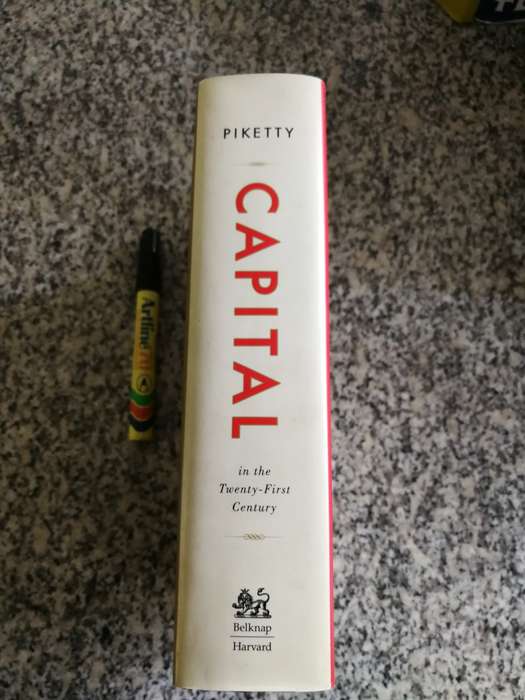 PIKETTY
CAPITAL
in the
Twenty-First
Century
Belknap
Harvard
Artline